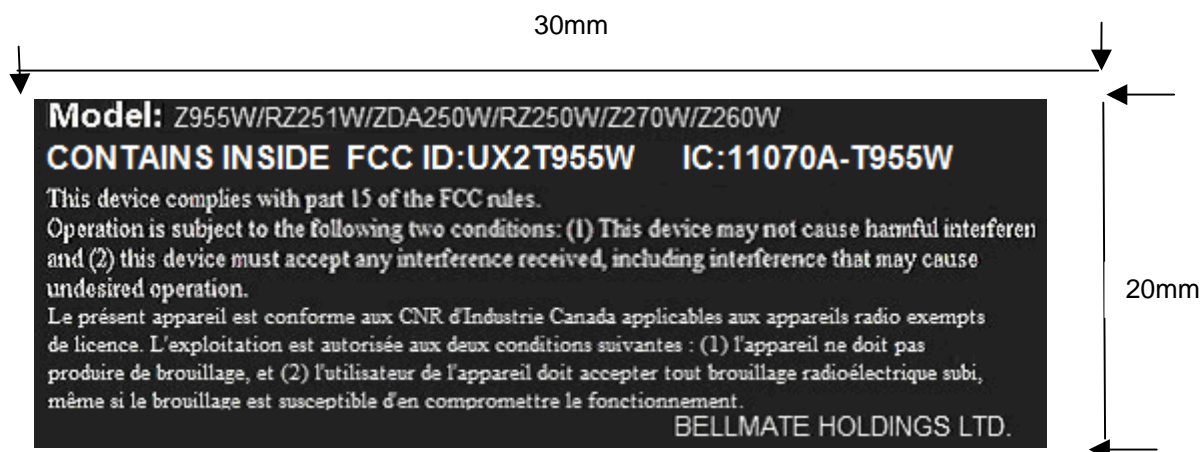 30mm
Model: Z955W/RZ251W/ZDA250W/RZ250W/Z270W/Z260W
CONTAINS INSIDE FCC ID:UX2T955W IC:11070A-T955W
This device complies with part 15 of the FCC rules.
Operation is subject to the following two conditions: (1) This device may not cause harmful interferen
and (2) this device must accept any interference received, including interference that may cause
undesired operation.
20mm
Le présent appareil est conforme aux CNR d'Industrie Canada applicables aux appareils radio exempts
de licence. L'exploitation est autorisée aux deux conditions suivantes : (1) l'appareil ne doit pas
produire de brouillage, et (2) l'utilisateur de l'appareil doit accepter tout brouillage radioélectrique subi,
même si le brouillage est susceptible d'en compromettre le fonctionnement.
BELLMATE HOLDINGS LTD.